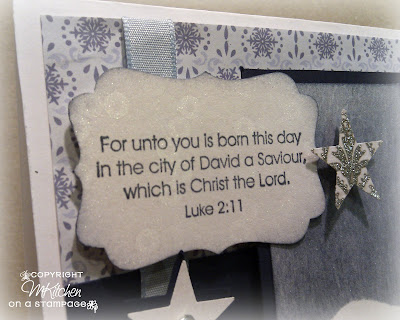 For unto you is born this day
in the city of David a Saviour,
which is Christ the Lord.
Luke 2:11
© COPYRIGHT
MKitchen
ON A STAMPAGE